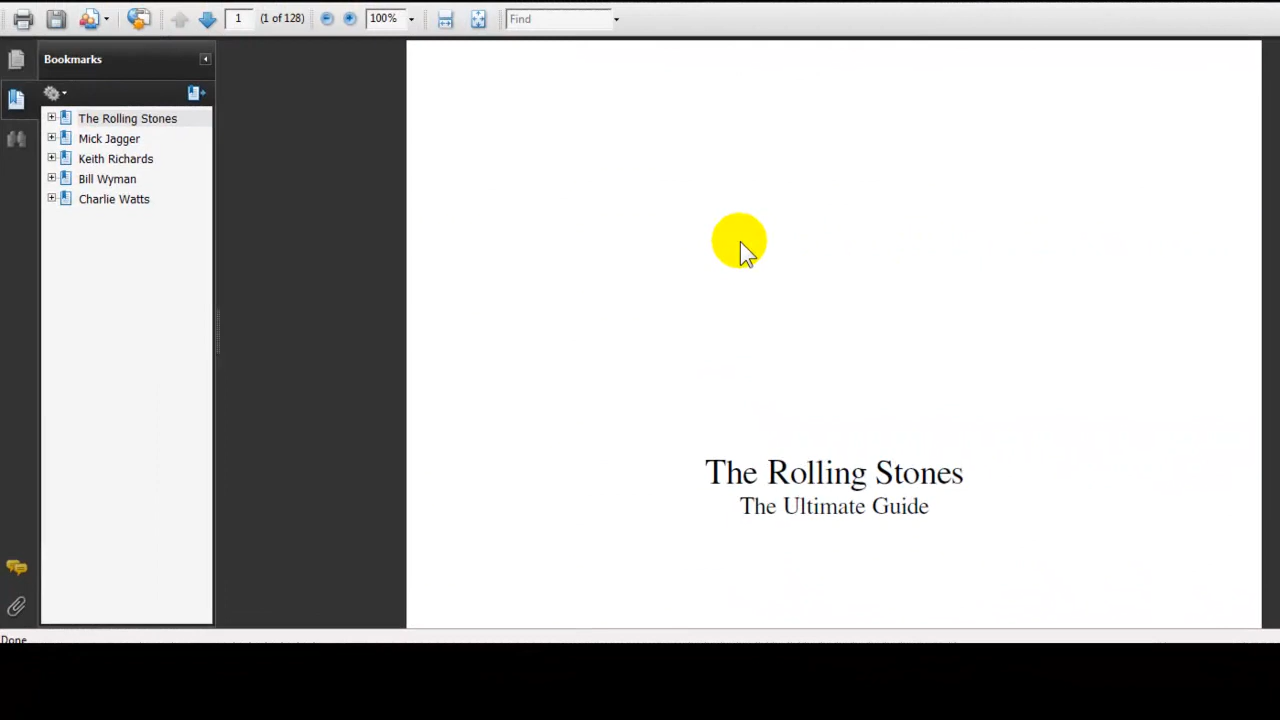 1 (1 of 128) 100% Find
Bookmarks
The Rolling Stones
Mick Jagger
Keith Richards
Bill Wyman
Charlie Watts
The Rolling Stones
The Ultimate Guide
Done